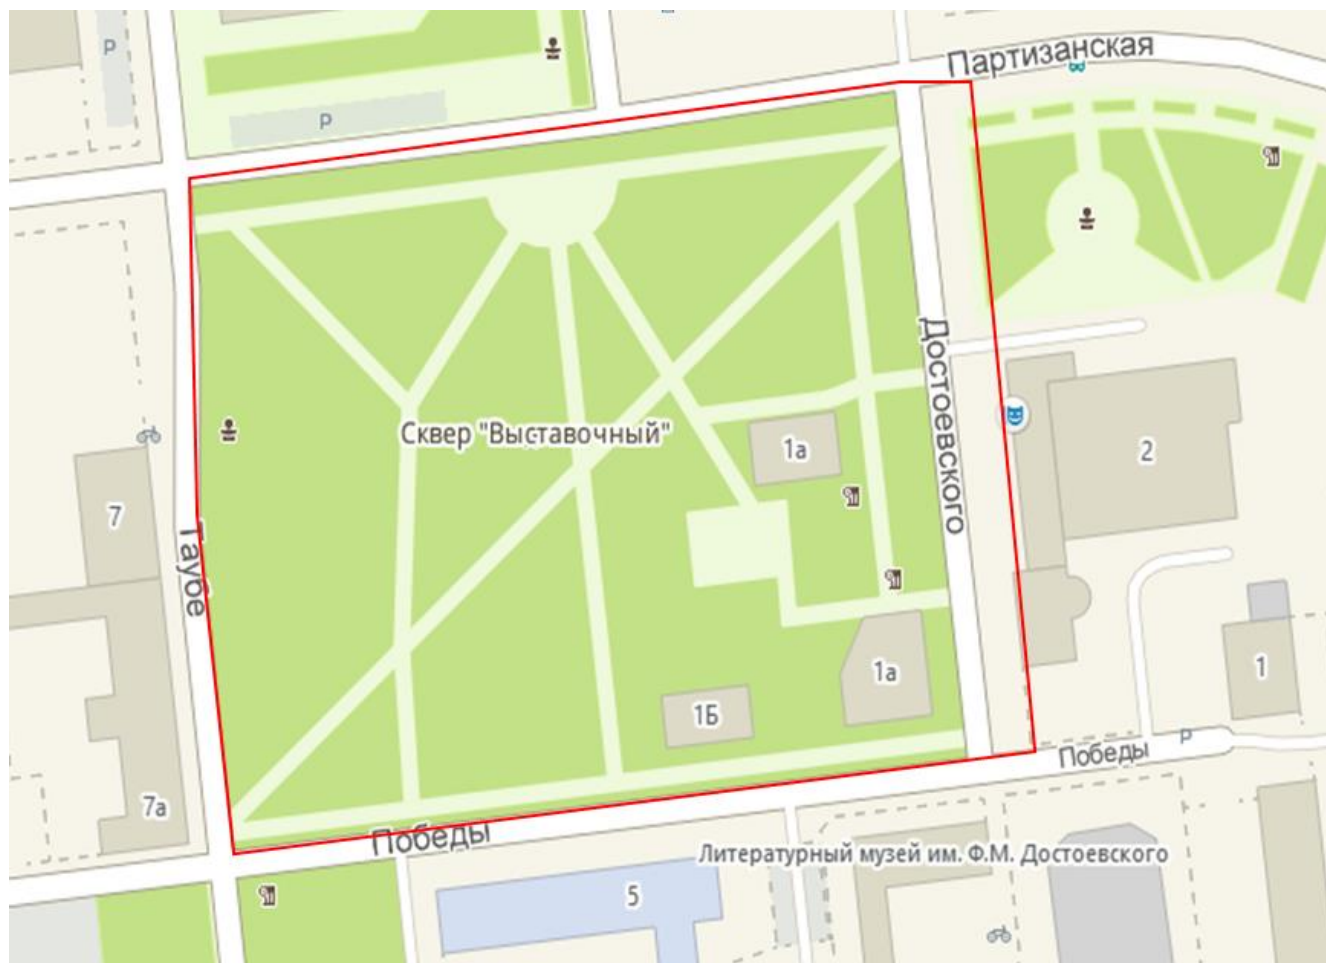 P
Партизанская
P
Достоевского
Сквер "Выставочный"
1а
2
7
Таубе
1а
1
1Б
P
Победы
7а
Победы
Литературный музей им. Ф.М. Достоевского
5